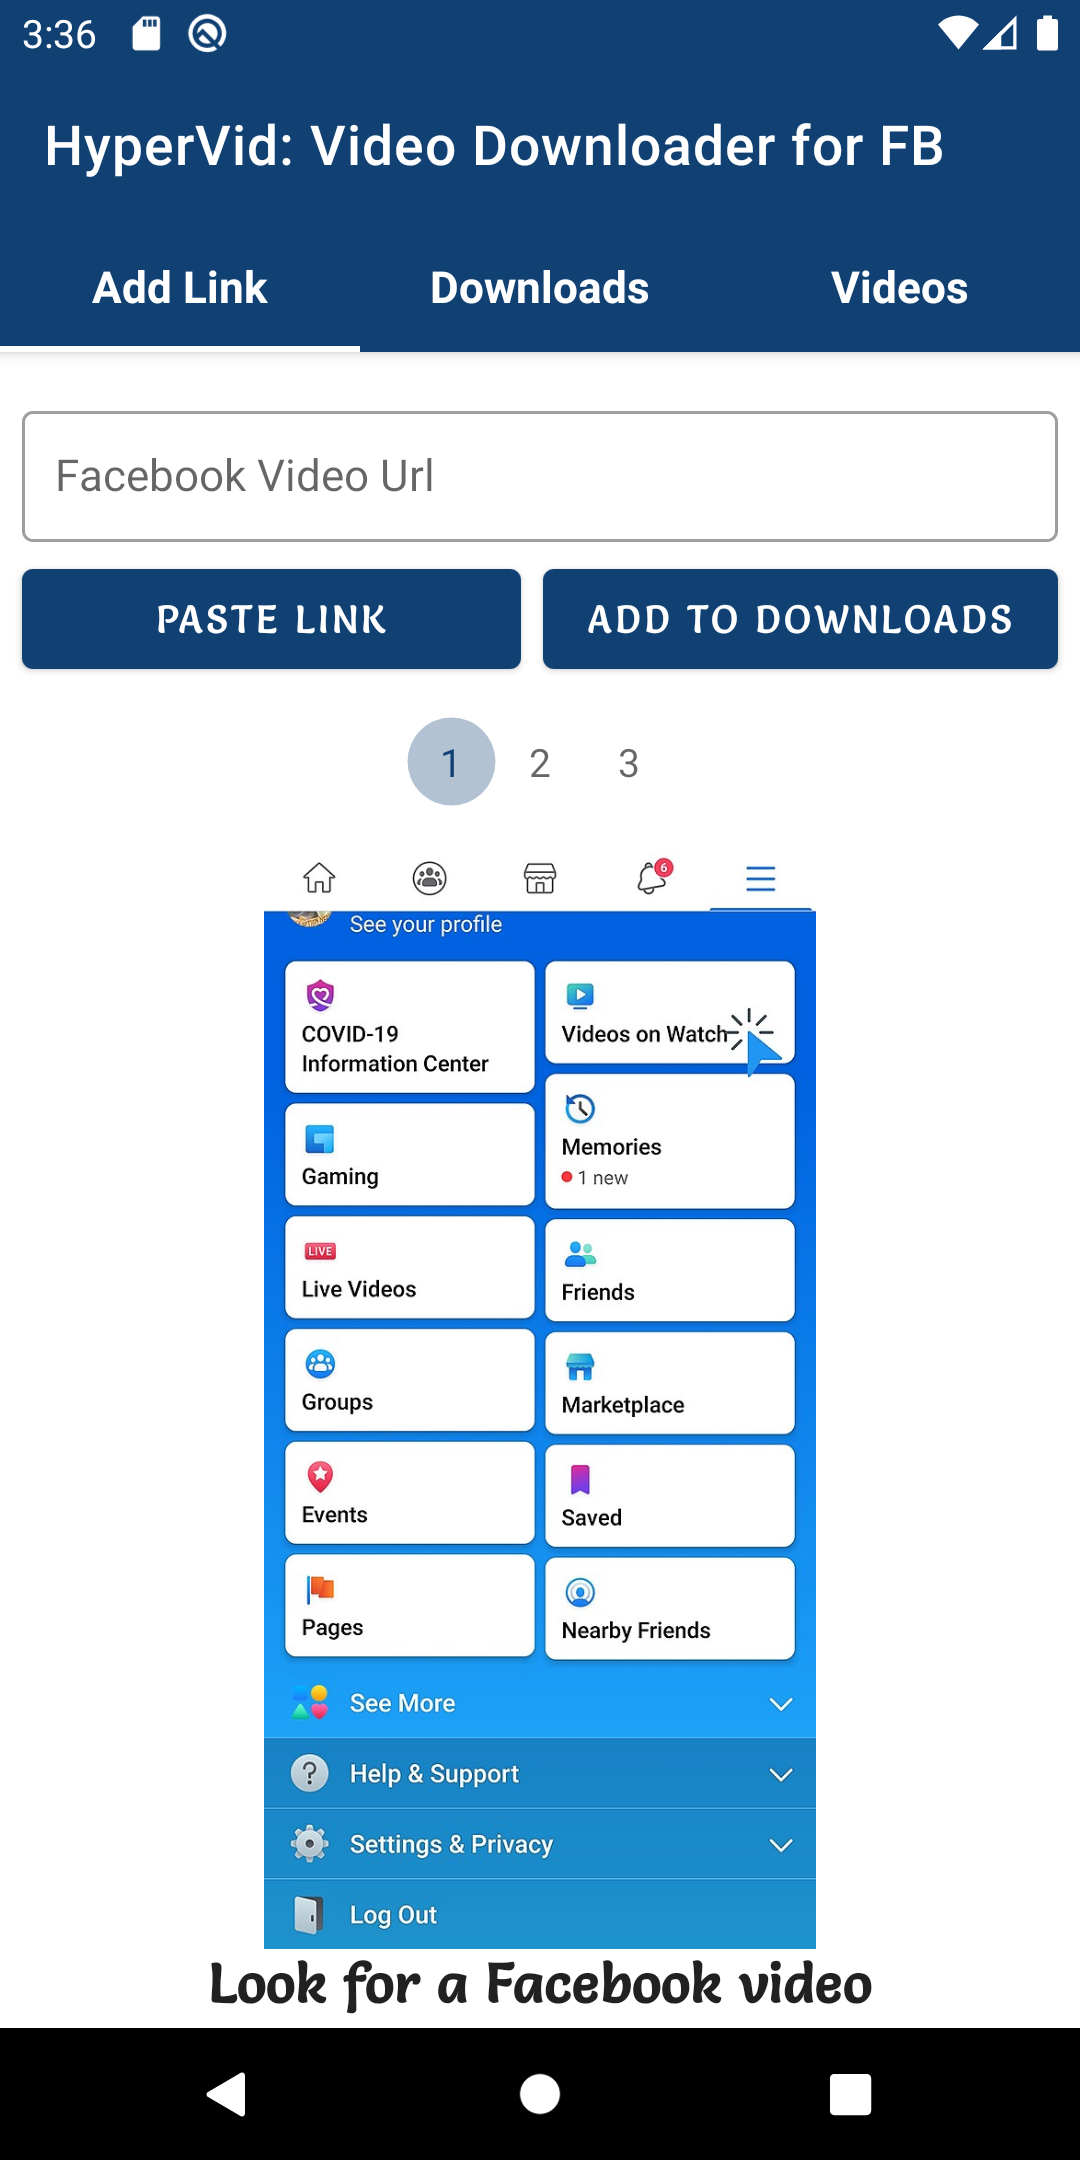 3:36
HyperVid: Video Downloader for FB
Add Link
Downloads
Videos
Facebook Video Url
PASTE LINK
ADD TO DOWNLOADS
1
2
3
6
See your profile
COVID-19
Information Center
Videos on Watch
Memories
1 new
Gaming
LIVE
Live Videos
Friends
Groups
Marketplace
Events
Saved
Pages
Nearby Friends
See More
?
Help & Support
Settings & Privacy
Log Out
Look for a Facebook video